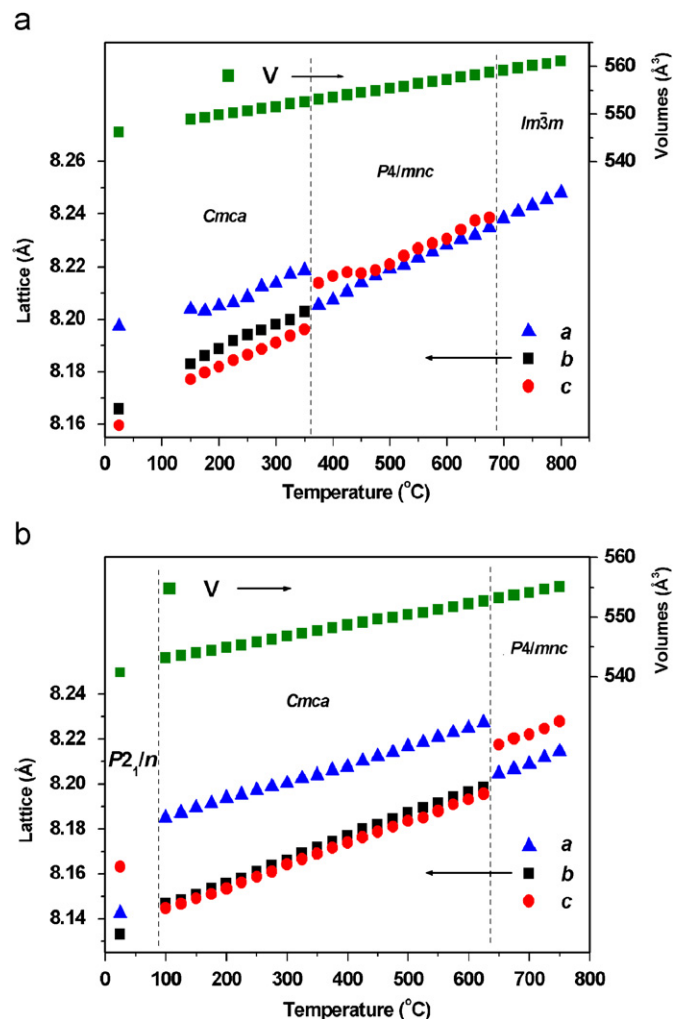 a
V
560
550
540
Volumes (Å³)
Im3̄m
P4/mnc
Cmca
8.26
8.24
8.22
8.20
8.18
8.16
Lattice (Å)
a
b
c
0 100 200 300 400 500 600 700 800
Temperature (°C)
b
V
560
550
540
Volumes (Å³)
P4/mnc
Cmca
P2₁/n
8.24
8.22
8.20
8.18
8.16
8.14
Lattice (Å)
a
b
c
100 200 300 400 500 600 700 800
Temperature (°C)